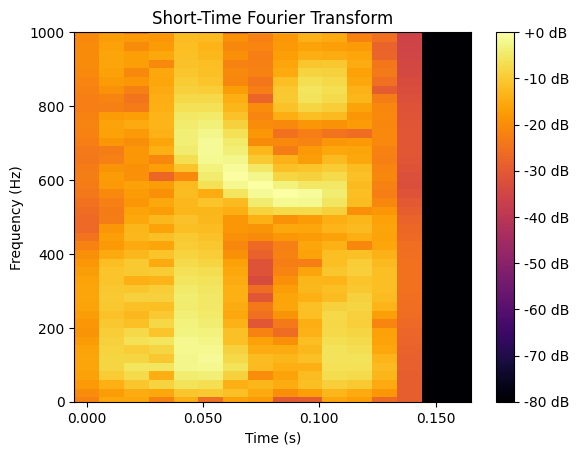 Short-Time Fourier Transform
1000
800
600
400
200
0
Frequency (Hz)
0.000
0.050
0.100
0.150
Time (s)
+0 dB
-10 dB
-20 dB
-30 dB
-40 dB
-50 dB
-60 dB
-70 dB
-80 dB